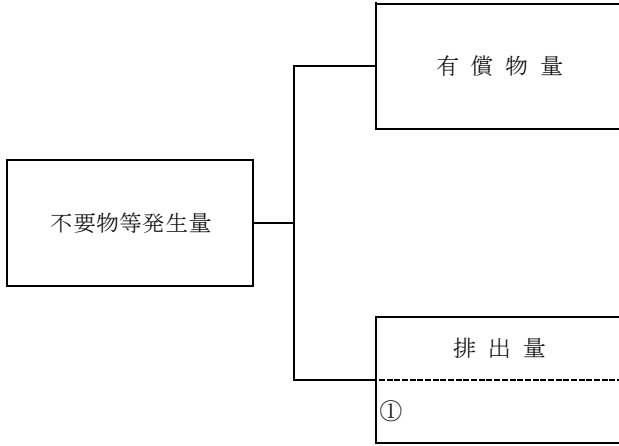 有償物量
不要物等発生量
排出量
①